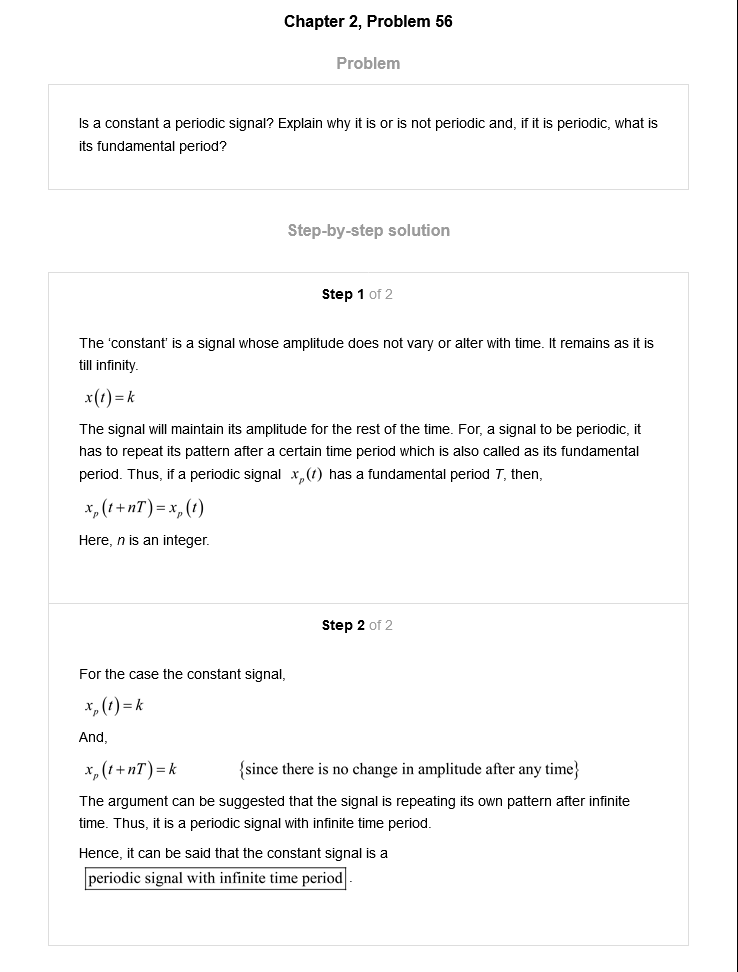 Chapter 2, Problem 56
Problem
Is a constant a periodic signal? Explain why it is or is not periodic and, if it is periodic, what is
its fundamental period?
Step-by-step solution
Step 1 of 2
The ‘constant’ is a signal whose amplitude does not vary or alter with time. It remains as it is
till infinity.
x(t) = k
The signal will maintain its amplitude for the rest of the time. For, a signal to be periodic, it
has to repeat its pattern after a certain time period which is also called as its fundamental
period. Thus, if a periodic signal xₚ(t) has a fundamental period T, then,
xₚ(t + nT) = xₚ(t)
Here, n is an integer.
Step 2 of 2
For the case the constant signal,
xₚ(t) = k
And,
xₚ(t + nT) = k {since there is no change in amplitude after any time}
The argument can be suggested that the signal is repeating its own pattern after infinite
time. Thus, it is a periodic signal with infinite time period.
Hence, it can be said that the constant signal is a
periodic signal with infinite time period.